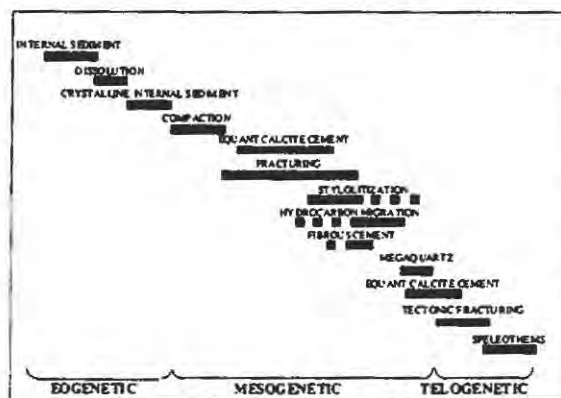 INTERNAL SEDIMENT
DISSOLUTION
CRYSTALLINE INTERNAL SEDIMENT
COMPACTION
EQUANT CALCITE CEMENT
FRACTURING
STYLOLITIZATION
HYDROCARBON MIGRATION
FIBROUS CEMENT
MEGAQUARTZ
EQUANT CALCITE CEMENT
TECTONIC FRACTURING
SPELEOTHEMS
EOGENETIC MESOGENETIC TELOGENETIC